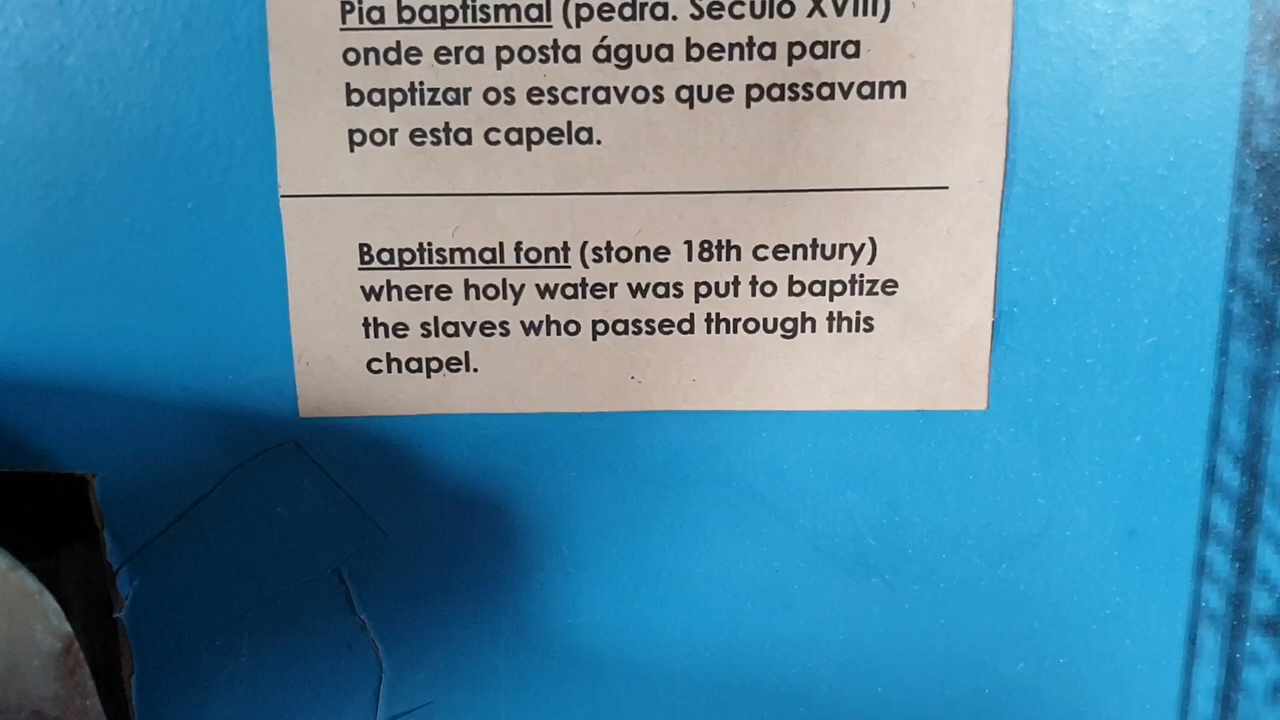 Pia baptismal (pedra. Século XVIII)
onde era posta água benta para
baptizar os escravos que passavam
por esta capela.
Baptismal font (stone 18th century)
where holy water was put to baptize
the slaves who passed through this
chapel.